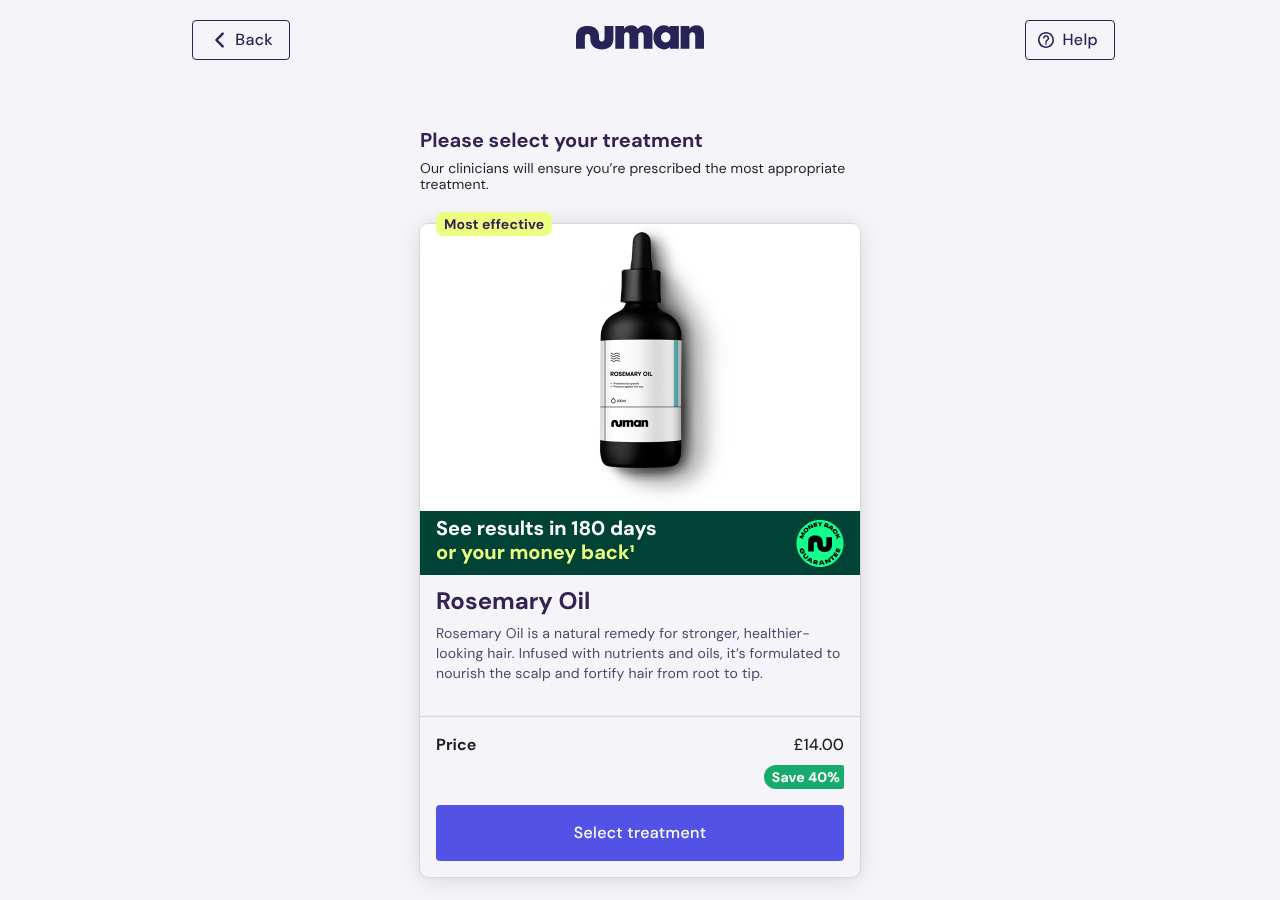 Back
numan
Help
Please select your treatment
Our clinicians will ensure you’re prescribed the most appropriate
treatment.
Most effective
ROSEMARY OIL
numan
See results in 180 days
or your money back¹
MONEY BACK
GUARANTEE
Rosemary Oil
Rosemary Oil is a natural remedy for stronger, healthier-
looking hair. Infused with nutrients and oils, it’s formulated to
nourish the scalp and fortify hair from root to tip.
Price
£14.00
Save 40%
Select treatment